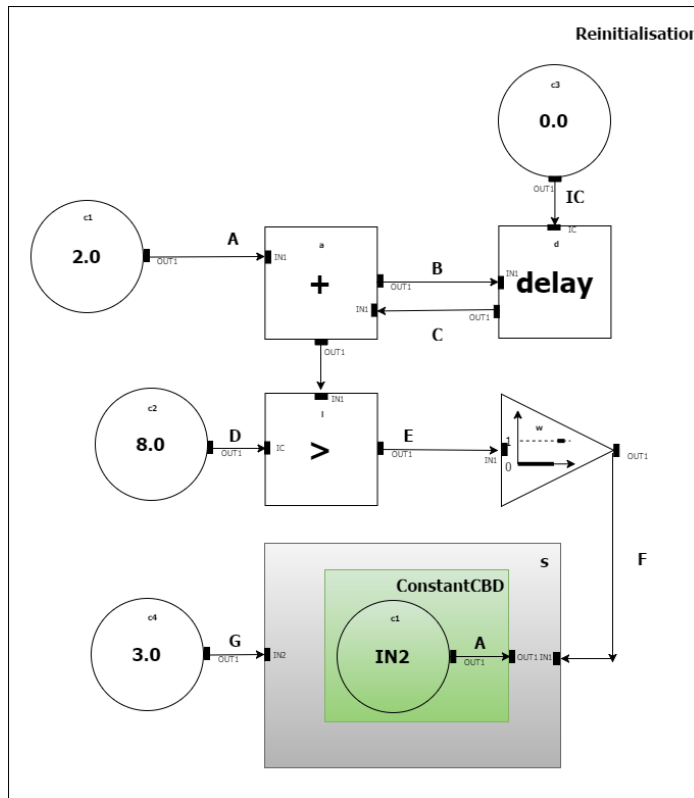 Reinitialisation
c3
0.0
OUT1
IC
IC
c1
2.0
OUT1
A
IN1
a
+
OUT1
B
IN1
d
delay
IN1
OUT1
C
OUT1
IN1
c2
8.0
OUT1
D
IC
l
>
OUT1
E
IN1
w
1
0
OUT1
F
s
ConstantCBD
c4
3.0
OUT1
G
IN2
c1
IN2
OUT1
A
OUT1
IN1